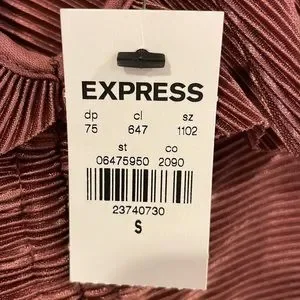 EXPRESS
dp cl sz
75 647 1102
st co
06475950 2090
23740730
S